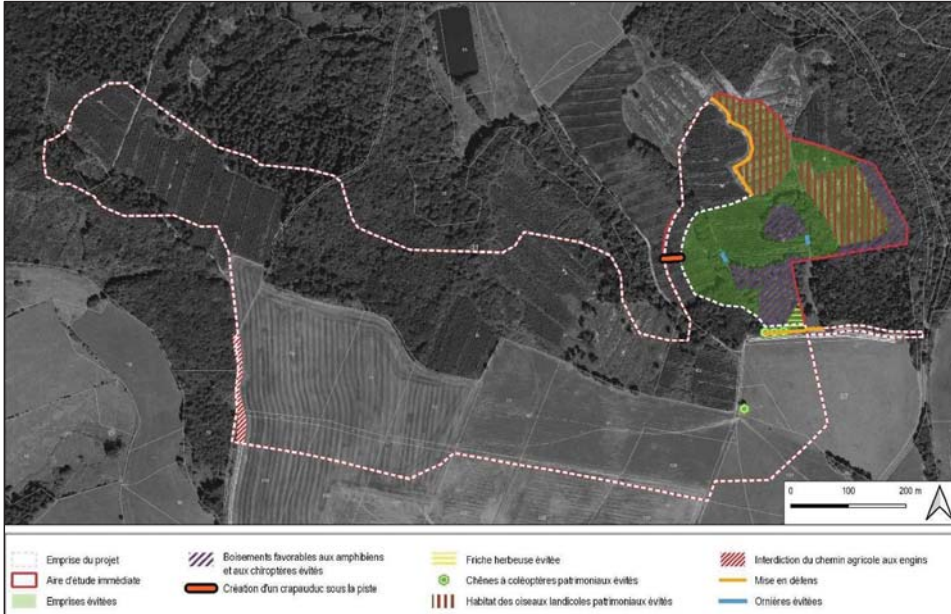 0 100 200 m
Emprise du projet
Aire d'étude immédiate
Emprises évitées
Boisements favorables aux amphibiens
et aux chiroptères évités
Création d'un crapauduc sous la piste
Friche herbeuse évitée
Chênes à coléoptères patrimoniaux évités
Habitat des oiseaux landicoles patrimoniaux évités
Interdiction du chemin agricole aux engins
Mise en défens
Ornières évitées